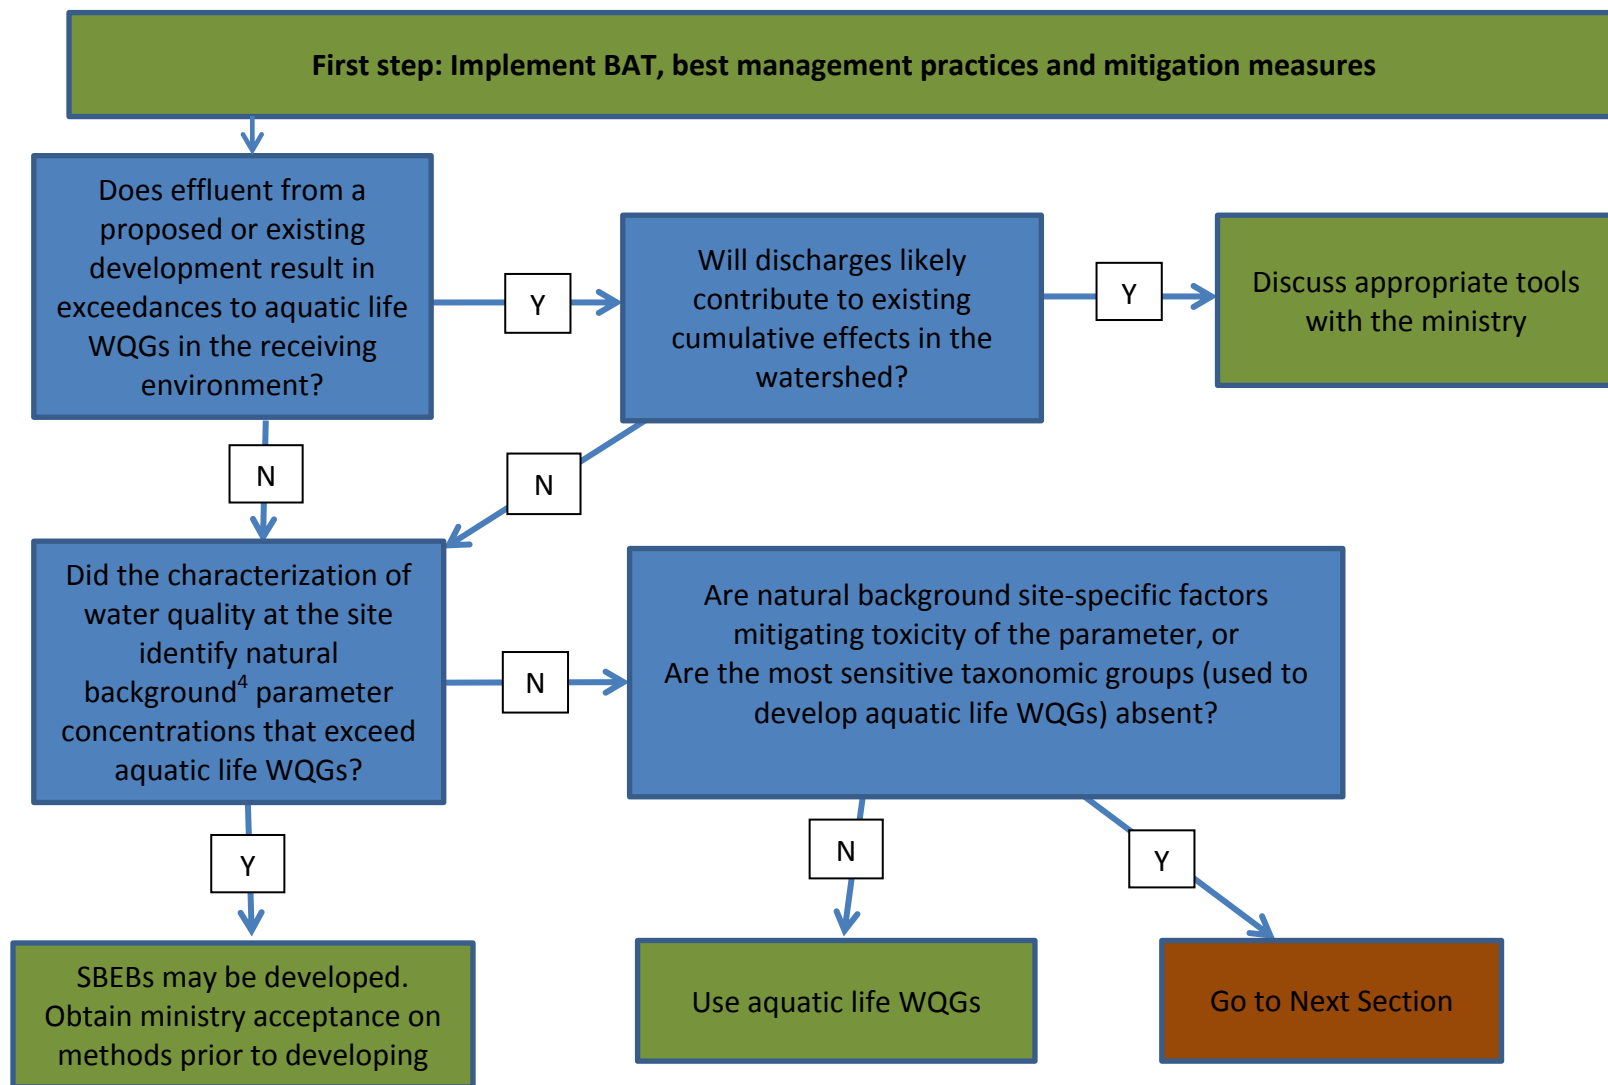 First step: Implement BAT, best management practices and mitigation measures
Does effluent from a
proposed or existing
development result in
exceedances to aquatic life
WQGs in the receiving
environment?
Y
Will discharges likely
contribute to existing
cumulative effects in the
watershed?
Y
Discuss appropriate tools
with the ministry
N
N
Did the characterization of
water quality at the site
identify natural
background⁴ parameter
concentrations that exceed
aquatic life WQGs?
N
Are natural background site-specific factors
mitigating toxicity of the parameter, or
Are the most sensitive taxonomic groups (used to
develop aquatic life WQGs) absent?
Y
N
Y
SBEBs may be developed.
Obtain ministry acceptance on
methods prior to developing
Use aquatic life WQGs
Go to Next Section